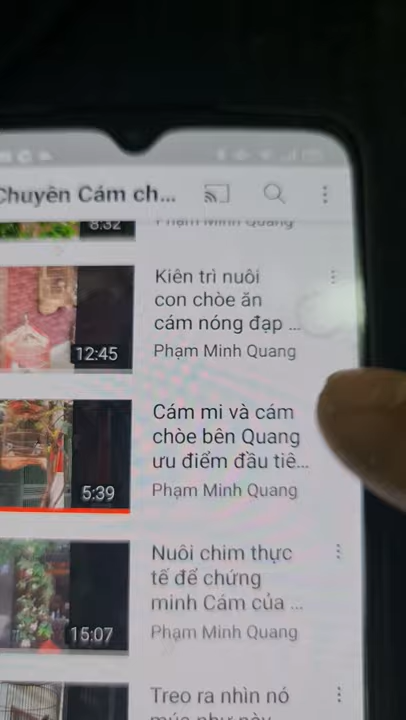 Chuyên Cám ch...
8:32
Phạm Minh Quang
Kiên trì nuôi
con chòe ăn
cám nóng đạp ...
12:45
Phạm Minh Quang
Cám mi và cám
chòe bên Quang
ưu điểm đầu tiê...
5:39
Phạm Minh Quang
Nuôi chim thực
tế để chứng
minh Cám của ...
15:07
Phạm Minh Quang
Treo ra nhìn nó
múa như này